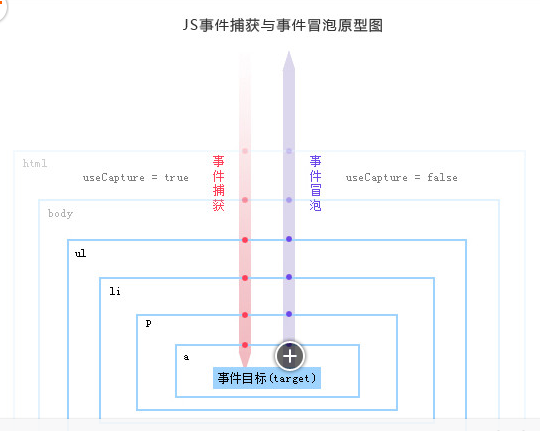 JS事件捕获与事件冒泡原型图
html
事件捕获
事件冒泡
useCapture = true
useCapture = false
body
ul
li
p
a
事件目标(target)